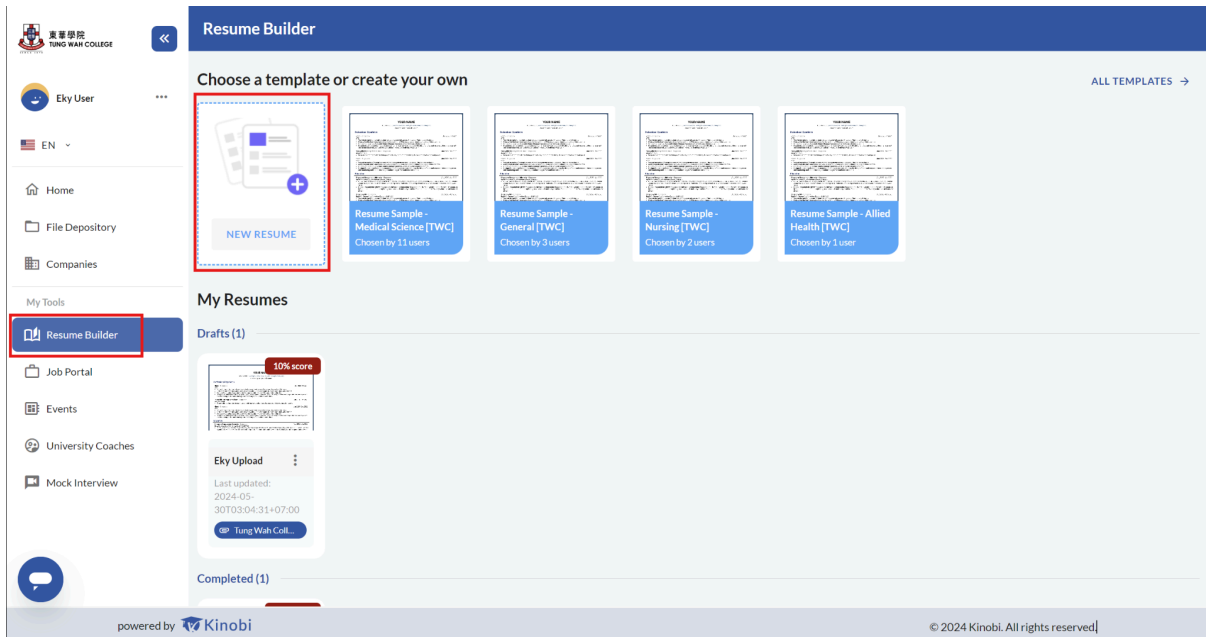 東華學院
TUNG WAH COLLEGE
Resume Builder
Eky User
EN
Home
File Depository
Companies
My Tools
Resume Builder
Job Portal
Events
University Coaches
Mock Interview
Choose a template or create your own
ALL TEMPLATES
NEW RESUME
Resume Sample -
Medical Science [TWC]
Chosen by 11 users
Resume Sample -
General [TWC]
Chosen by 3 users
Resume Sample -
Nursing [TWC]
Chosen by 2 users
Resume Sample - Allied
Health [TWC]
Chosen by 1 user
My Resumes
Drafts (1)
10% score
Eky Upload
Last updated:
2024-05-
30T03:04:31+07:00
Tung Wah Coll...
Completed (1)
powered by Kinobi
© 2024 Kinobi. All rights reserved.